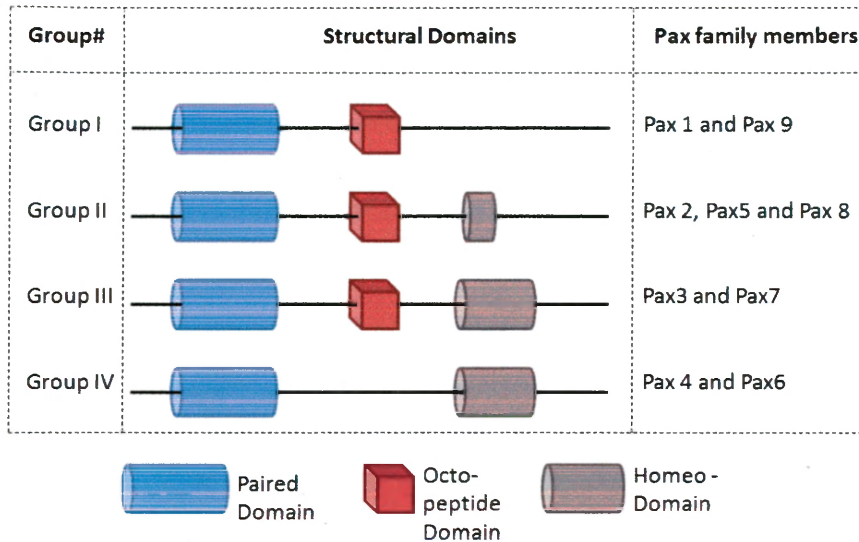 Group# Structural Domains Pax family members
Group I Pax 1 and Pax 9
Group II Pax 2, Pax5 and Pax 8
Group III Pax3 and Pax7
Group IV Pax 4 and Pax6
Paired
Domain
Octo-
peptide
Domain
Homeo -
Domain